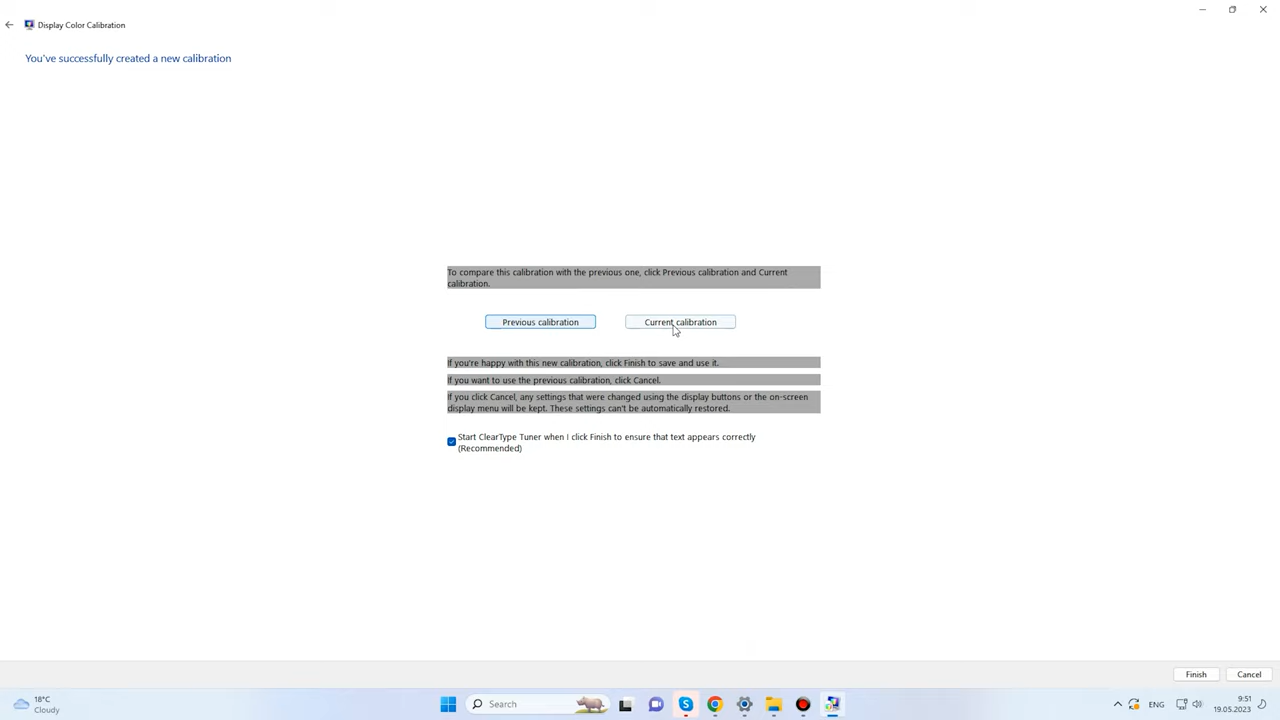 Display Color Calibration
You've successfully created a new calibration
To compare this calibration with the previous one, click Previous calibration and Current
calibration.
Previous calibration
Current calibration
If you're happy with this new calibration, click Finish to save and use it.
If you want to use the previous calibration, click Cancel.
If you click Cancel, any settings that were changed using the display buttons or the on-screen
display menu will be kept. These settings can't be automatically restored.
Start ClearType Tuner when I click Finish to ensure that text appears correctly
(Recommended)
Finish
Cancel
18°C
Cloudy
Search
ENG
9:51
19.05.2023